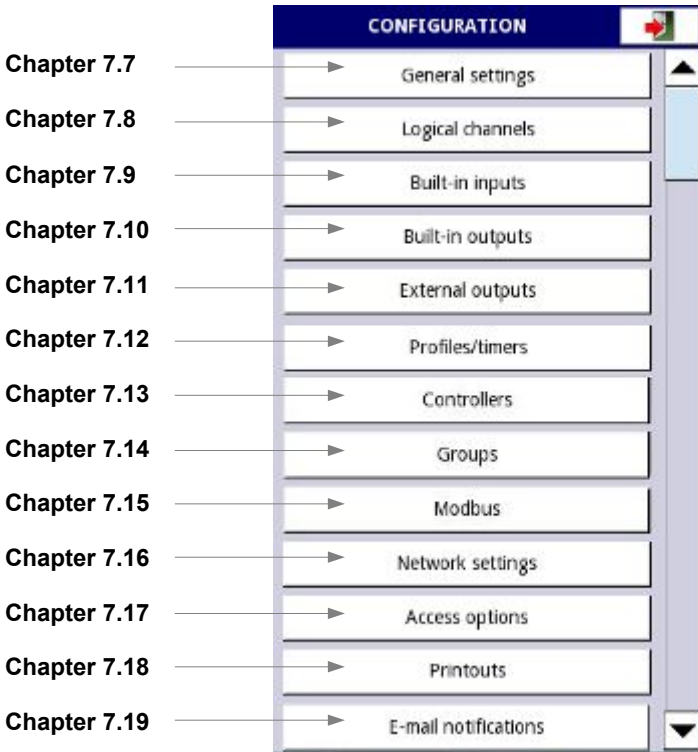 CONFIGURATION
Chapter 7.7 General settings
Chapter 7.8 Logical channels
Chapter 7.9 Built-in inputs
Chapter 7.10 Built-in outputs
Chapter 7.11 External outputs
Chapter 7.12 Profiles/timers
Chapter 7.13 Controllers
Chapter 7.14 Groups
Chapter 7.15 Modbus
Chapter 7.16 Network settings
Chapter 7.17 Access options
Chapter 7.18 Printouts
Chapter 7.19 E-mail notifications